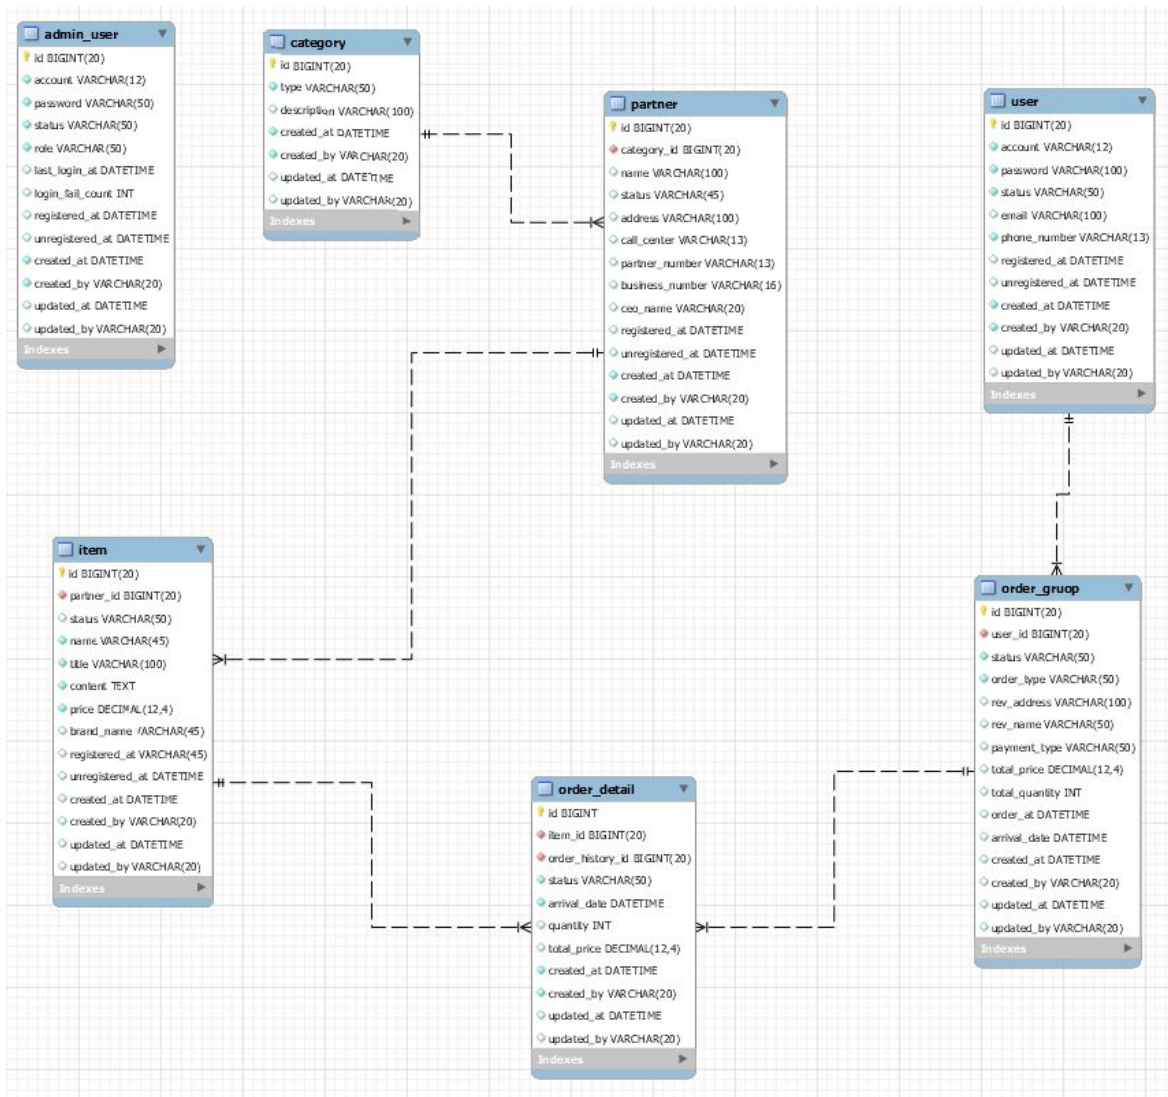 admin_user
id BIGINT(20)
account VARCHAR(12)
password VARCHAR(50)
status VARCHAR(50)
role VARCHAR(50)
last_login_at DATETIME
login_fail_count INT
registered_at DATETIME
unregistered_at DATETIME
created_at DATETIME
created_by VARCHAR(20)
updated_at DATETIME
updated_by VARCHAR(20)
Indexes
category
id BIGINT(20)
type VARCHAR(50)
description VARCHAR(100)
created_at DATETIME
created_by VARCHAR(20)
updated_at DATETIME
updated_by VARCHAR(20)
Indexes
partner
id BIGINT(20)
category_id BIGINT(20)
name VARCHAR(100)
status VARCHAR(45)
address VARCHAR(100)
call_center VARCHAR(13)
partner_number VARCHAR(13)
business_number VARCHAR(16)
ceo_name VARCHAR(20)
registered_at DATETIME
unregistered_at DATETIME
created_at DATETIME
created_by VARCHAR(20)
updated_at DATETIME
updated_by VARCHAR(20)
Indexes
user
id BIGINT(20)
account VARCHAR(12)
password VARCHAR(100)
status VARCHAR(50)
email VARCHAR(100)
phone_number VARCHAR(13)
registered_at DATETIME
unregistered_at DATETIME
created_at DATETIME
created_by VARCHAR(20)
updated_at DATETIME
updated_by VARCHAR(20)
Indexes
item
id BIGINT(20)
partner_id BIGINT(20)
status VARCHAR(50)
name VARCHAR(45)
title VARCHAR(100)
content TEXT
price DECIMAL(12,4)
brand_name VARCHAR(45)
registered_at VARCHAR(45)
unregistered_at DATETIME
created_at DATETIME
created_by VARCHAR(20)
updated_at DATETIME
updated_by VARCHAR(20)
Indexes
order_detail
id BIGINT
item_id BIGINT(20)
order_history_id BIGINT(20)
status VARCHAR(50)
arrival_date DATETIME
quantity INT
total_price DECIMAL(12,4)
created_at DATETIME
created_by VARCHAR(20)
updated_at DATETIME
updated_by VARCHAR(20)
Indexes
order_gruop
id BIGINT(20)
user_id BIGINT(20)
status VARCHAR(50)
order_type VARCHAR(50)
rev_address VARCHAR(100)
rev_name VARCHAR(50)
payment_type VARCHAR(50)
total_price DECIMAL(12,4)
total_quantity INT
order_at DATETIME
arrival_date DATETIME
created_at DATETIME
created_by VARCHAR(20)
updated_at DATETIME
updated_by VARCHAR(20)
Indexes